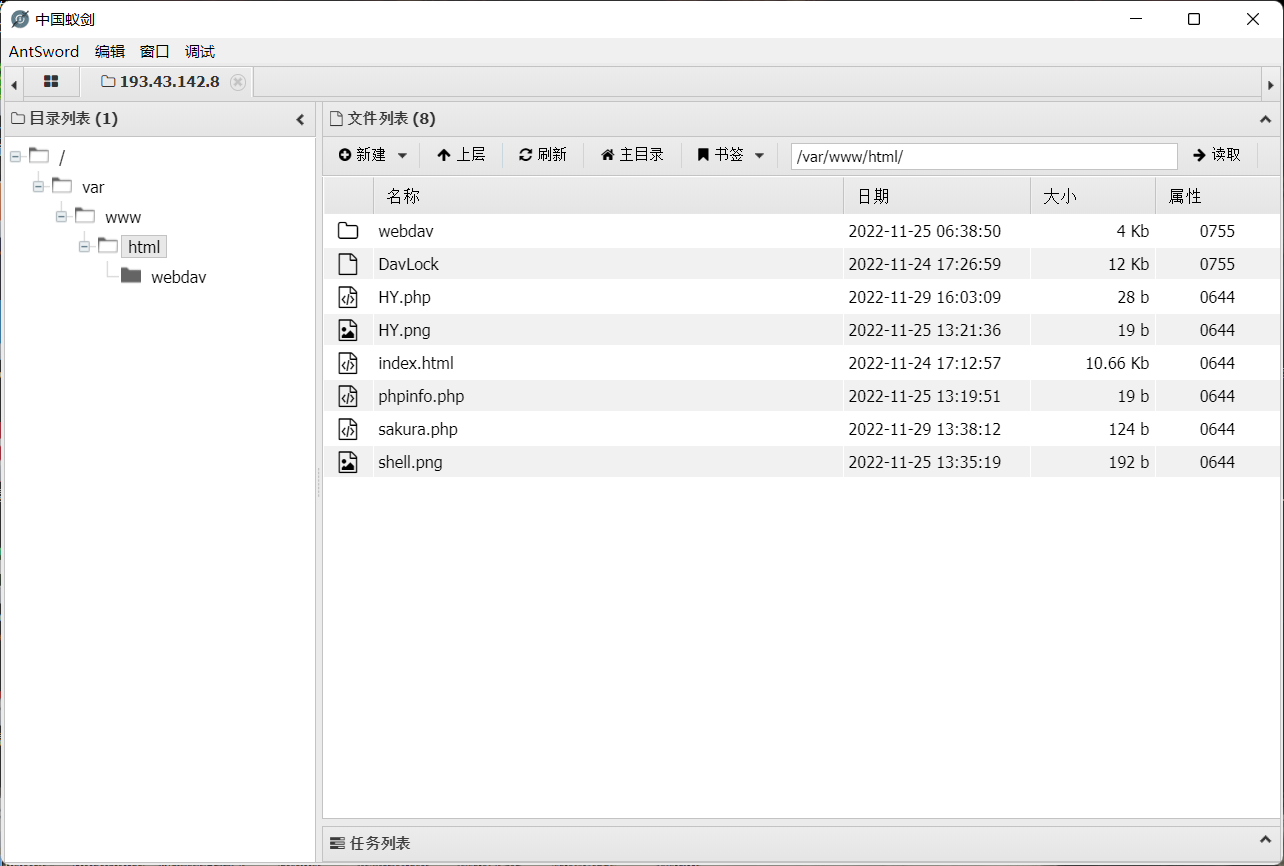 中国蚁剑
AntSword 编辑 窗口 调试
193.43.142.8
目录列表 (1)
/
var
www
html
webdav
文件列表 (8)
新建 上层 刷新 主目录 书签 /var/www/html/ 读取
名称 日期 大小 属性
webdav 2022-11-25 06:38:50 4 Kb 0755
DavLock 2022-11-24 17:26:59 12 Kb 0755
HY.php 2022-11-29 16:03:09 28 b 0644
HY.png 2022-11-25 13:21:36 19 b 0644
index.html 2022-11-24 17:12:57 10.66 Kb 0644
phpinfo.php 2022-11-25 13:19:51 19 b 0644
sakura.php 2022-11-29 13:38:12 124 b 0644
shell.png 2022-11-25 13:35:19 192 b 0644
任务列表